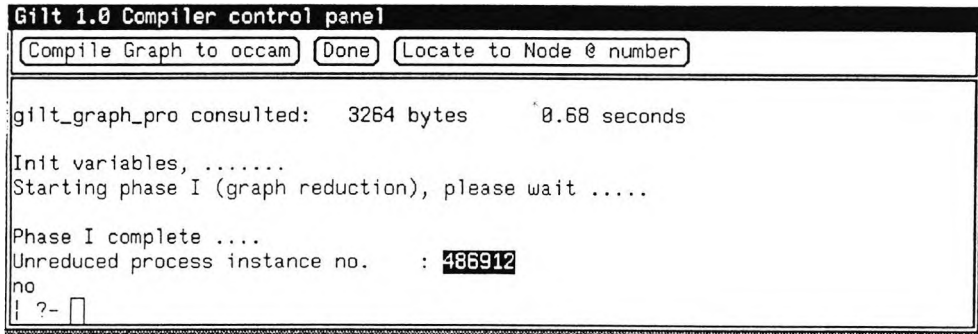 Gilt 1.0 Compiler control panel
Compile Graph to occam Done Locate to Node @ number
gilt_graph_pro consulted: 3264 bytes 0.68 seconds
Init variables, .......
Starting phase I (graph reduction), please wait .....
Phase I complete ....
Unreduced process instance no. : 486912
no
| ?-